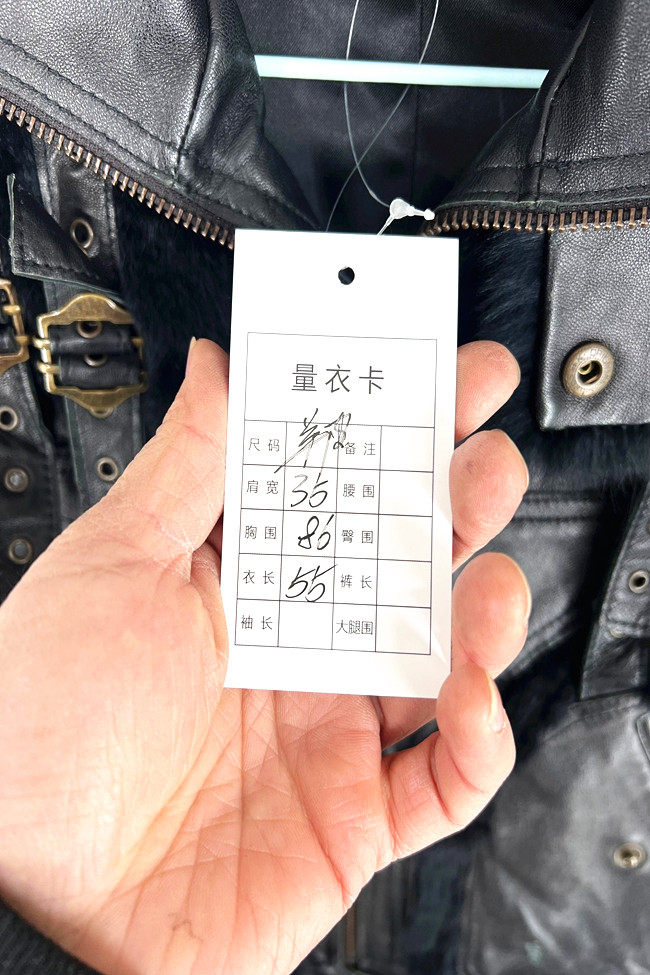 量衣卡
尺码 备注
肩宽 35 腰围
胸围 86 臀围
衣长 55 裤长
袖长 大腿围